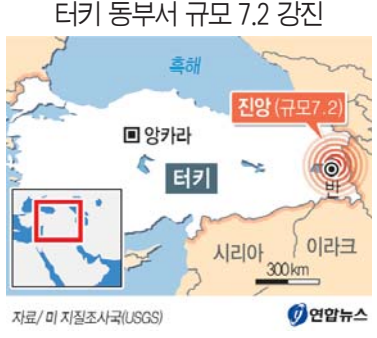 터키 동부서 규모 7.2 강진
흑해
진앙 (규모7.2)
앙카라
터키
반
시리아
이라크
300km
자료/ 미 지질조사국(USGS)
연합뉴스